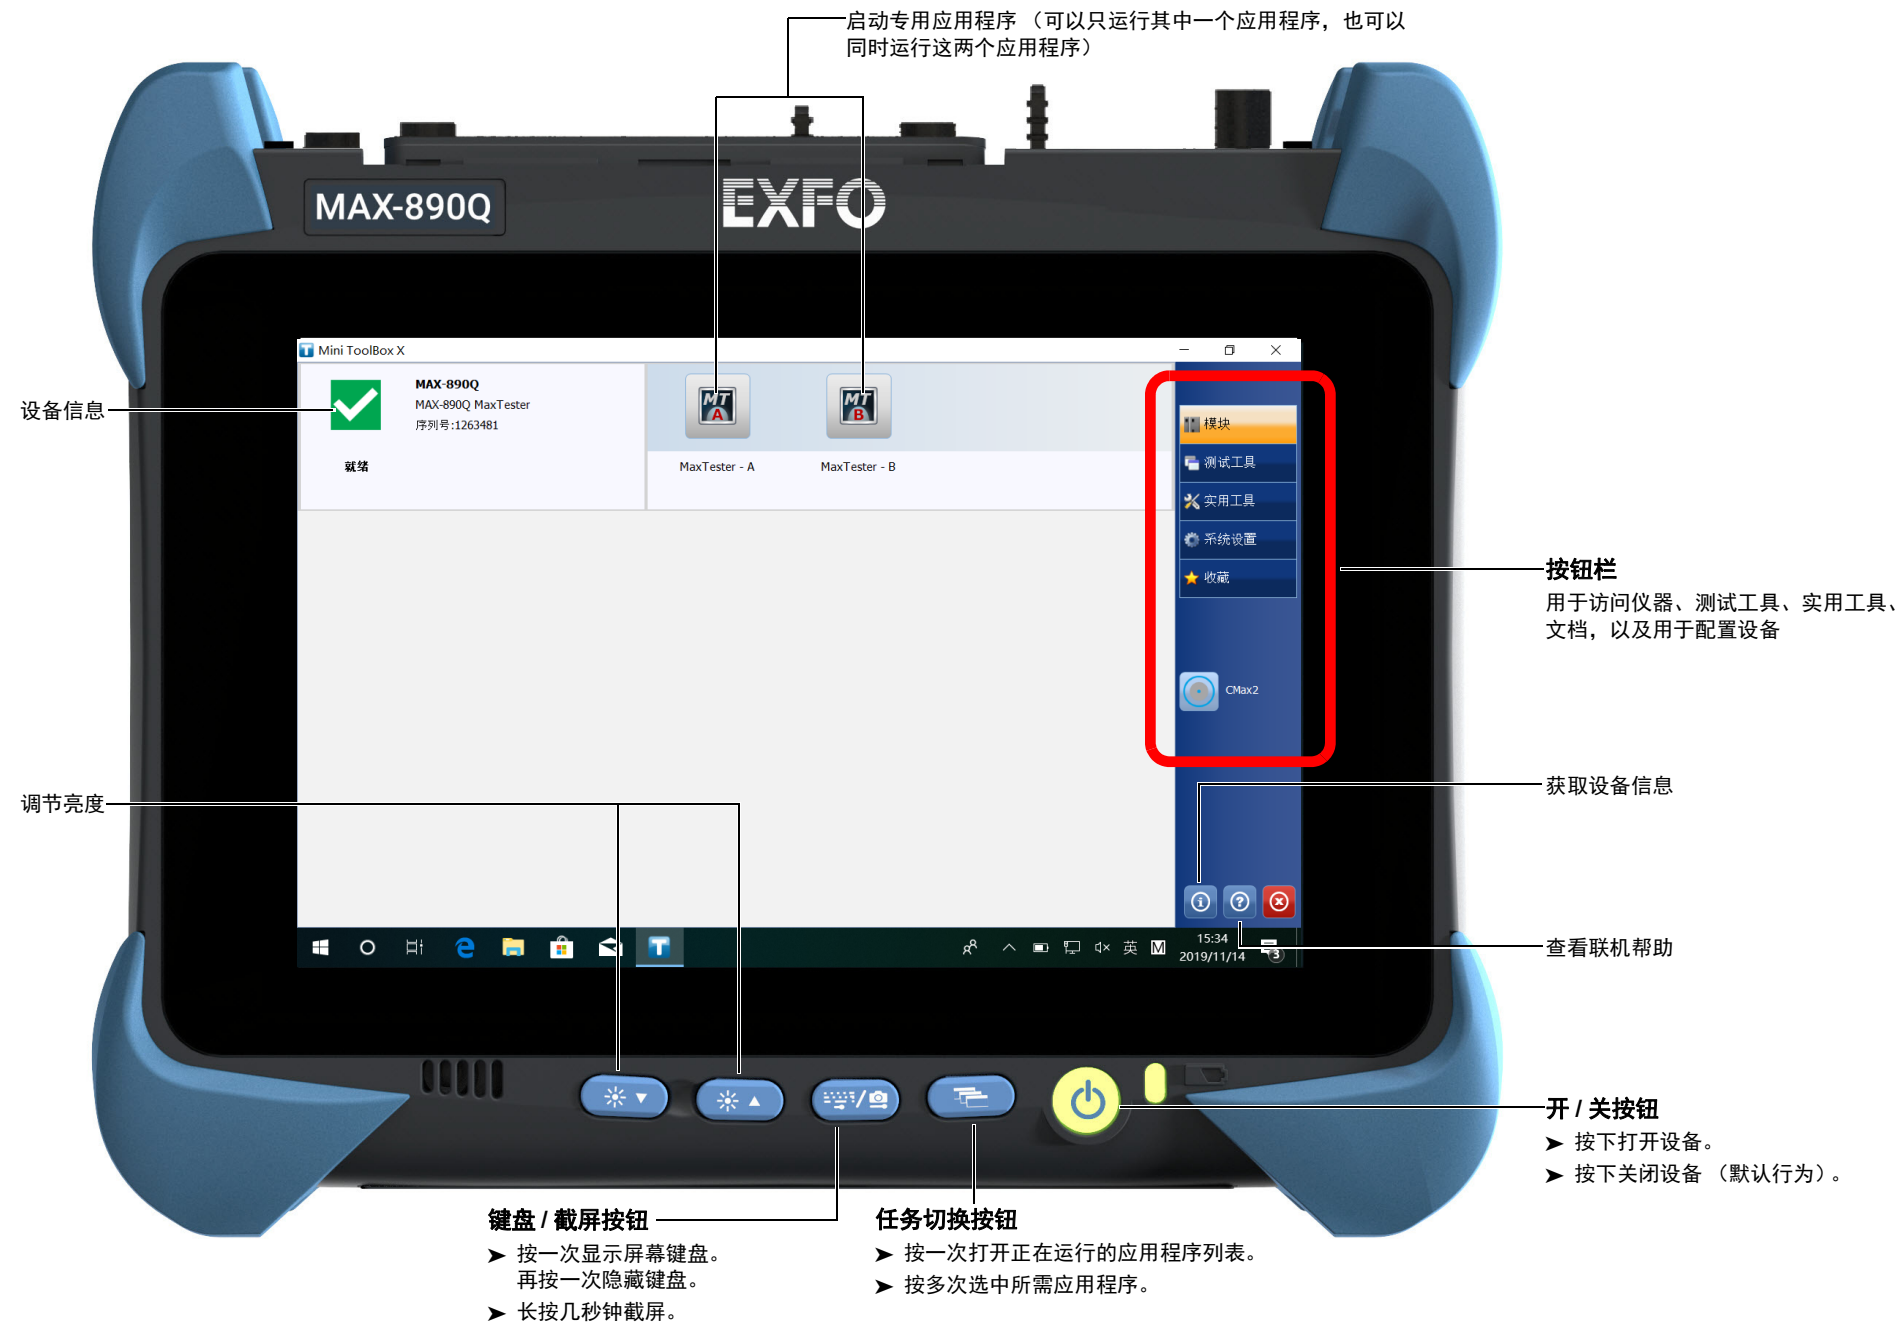 启动专用应用程序 （可以只运行其中一个应用程序，也可以
同时运行这两个应用程序）
MAX-890Q
EXFO
Mini ToolBox X
MAX-890Q
MAX-890Q MaxTester
序列号:1263481
就绪
MT
A
MT
B
MaxTester - A
MaxTester - B
模块
测试工具
实用工具
系统设置
收藏
CMax2
设备信息
按钮栏
用于访问仪器、测试工具、实用工具、
文档，以及用于配置设备
调节亮度
获取设备信息
英
M
15:34
2019/11/14
3
查看联机帮助
开 / 关按钮
➤ 按下打开设备。
➤ 按下关闭设备 （默认行为）。
键盘 / 截屏按钮
➤ 按一次显示屏幕键盘。
再按一次隐藏键盘。
➤ 长按几秒钟截屏。
任务切换按钮
➤ 按一次打开正在运行的应用程序列表。
➤ 按多次选中所需应用程序。